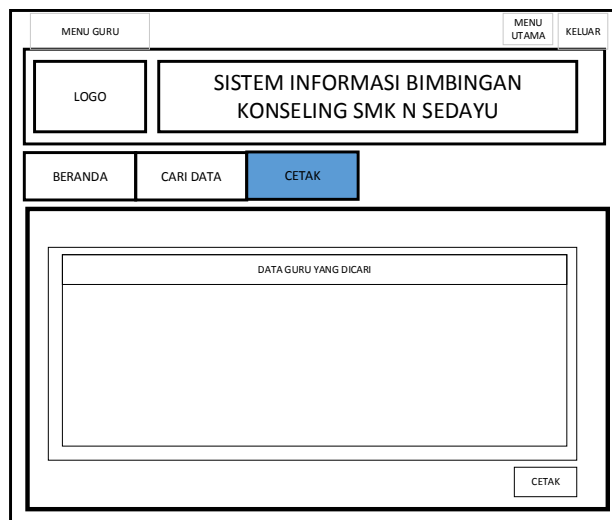 MENU GURU
MENU
UTAMA
KELUAR
LOGO
SISTEM INFORMASI BIMBINGAN
KONSELING SMK N SEDAYU
BERANDA
CARI DATA
CETAK
DATA GURU YANG DICARI
CETAK